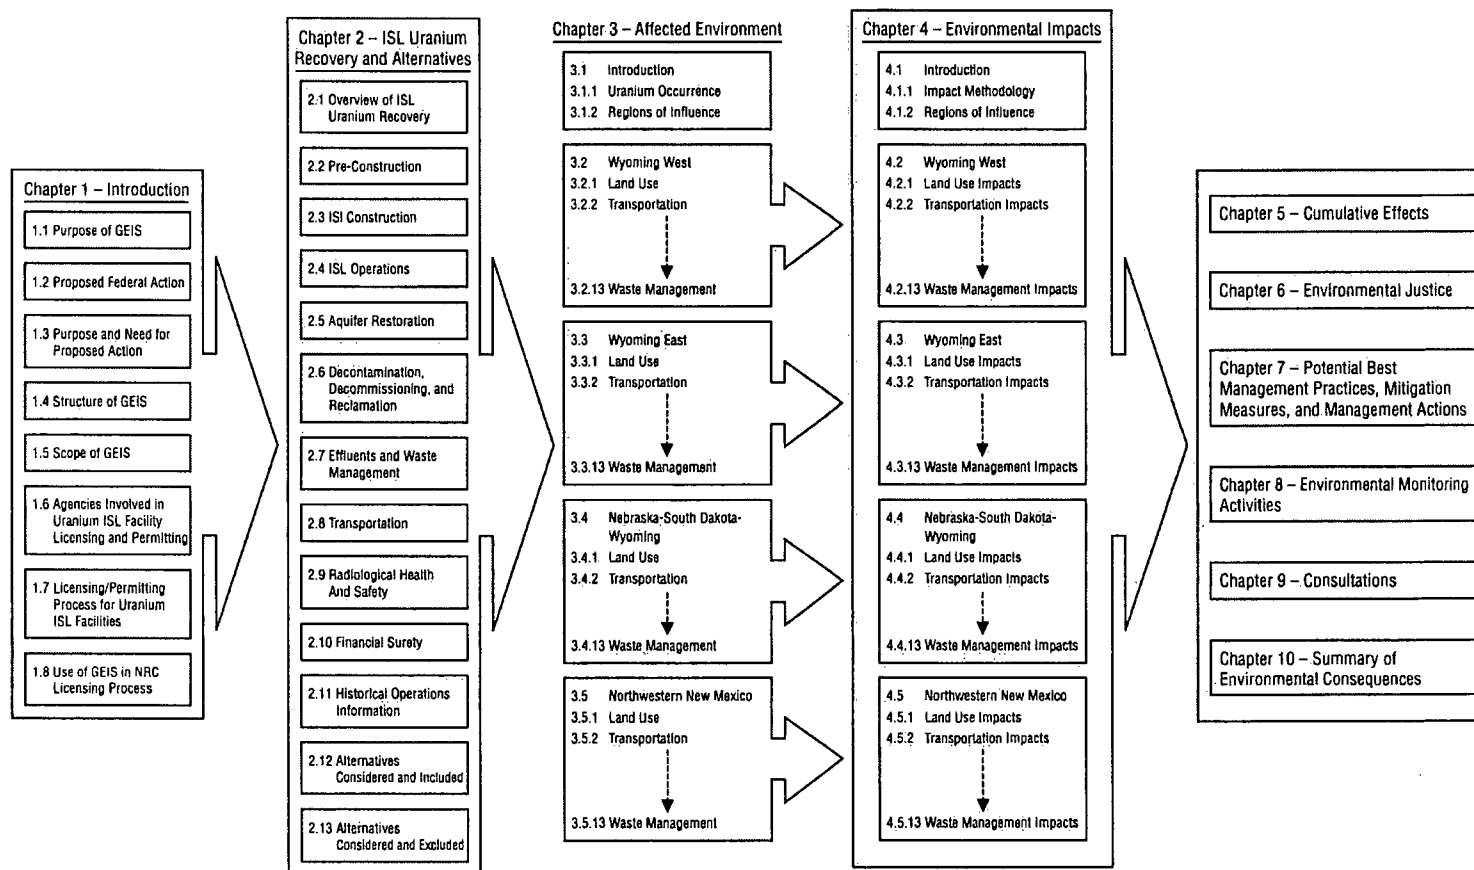 Chapter 1 – Introduction
1.1 Purpose of GEIS
1.2 Proposed Federal Action
1.3 Purpose and Need for
Proposed Action
1.4 Structure of GEIS
1.5 Scope of GEIS
1.6 Agencies Involved in
Uranium ISL Facility
Licensing and Permitting
1.7 Licensing/Permitting
Process for Uranium
ISL Facilities
1.8 Use of GEIS in NRC
Licensing Process
Chapter 2 – ISL Uranium
Recovery and Alternatives
2.1 Overview of ISL
Uranium Recovery
2.2 Pre-Construction
2.3 ISl Construction
2.4 ISL Operations
2.5 Aquifer Restoration
2.6 Decontamination,
Decommissioning, and
Reclamation
2.7 Effluents and Waste
Management
2.8 Transportation
2.9 Radiological Health
And Safety
2.10 Financial Surety
2.11 Historical Operations
Information
2.12 Alternatives
Considered and Included
2.13 Alternatives
Considered and Excluded
Chapter 3 – Affected Environment
3.1 Introduction
3.1.1 Uranium Occurrence
3.1.2 Regions of Influence
3.2 Wyoming West
3.2.1 Land Use
3.2.2 Transportation
3.2.13 Waste Management
3.3 Wyoming East
3.3.1 Land Use
3.3.2 Transportation
3.3.13 Waste Management
3.4 Nebraska-South Dakota-
Wyoming
3.4.1 Land Use
3.4.2 Transportation
3.4.13 Waste Management
3.5 Northwestern New Mexico
3.5.1 Land Use
3.5.2 Transportation
3.5.13 Waste Management
Chapter 4 – Environmental Impacts
4.1 Introduction
4.1.1 Impact Methodology
4.1.2 Regions of Influence
4.2 Wyoming West
4.2.1 Land Use Impacts
4.2.2 Transportation Impacts
4.2.13 Waste Management Impacts
4.3 Wyoming East
4.3.1 Land Use Impacts
4.3.2 Transportation Impacts
4.3.13 Waste Management Impacts
4.4 Nebraska-South Dakota-
Wyoming
4.4.1 Land Use Impacts
4.4.2 Transportation Impacts
4.4.13 Waste Management Impacts
4.5 Northwestern New Mexico
4.5.1 Land Use Impacts
4.5.2 Transportation Impacts
4.5.13 Waste Management Impacts
Chapter 5 – Cumulative Effects
Chapter 6 – Environmental Justice
Chapter 7 – Potential Best
Management Practices, Mitigation
Measures, and Management Actions
Chapter 8 – Environmental Monitoring
Activities
Chapter 9 – Consultations
Chapter 10 – Summary of
Environmental Consequences